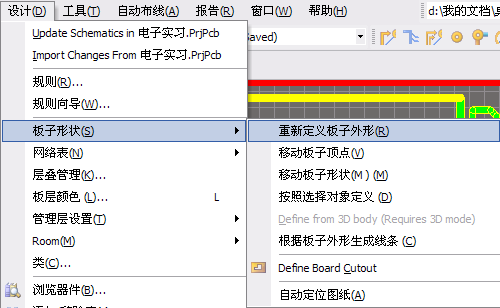 设计(D) 工具(T) 自动布线(A) 报告(R) 窗口(W) 帮助(H) d:\我的文档\
Update Schematics in 电子实习.PrjPcb
Saved)
Import Changes From 电子实习.PrjPcb
规则(R)...
规则向导(W)...
板子形状(S)
重新定义板子外形(R)
网络表(N)
移动板子顶点(V)
层叠管理(K)...
移动板子形状(M) (M)
板层颜色 (L)... L
按照选择对象定义 (D)
管理层设置(T)
Define from 3D body (Requires 3D mode)
Room(M)
根据板子外形生成线条 (C)
类(C)...
Define Board Cutout
浏览器件(B)...
自动定位图纸(A)